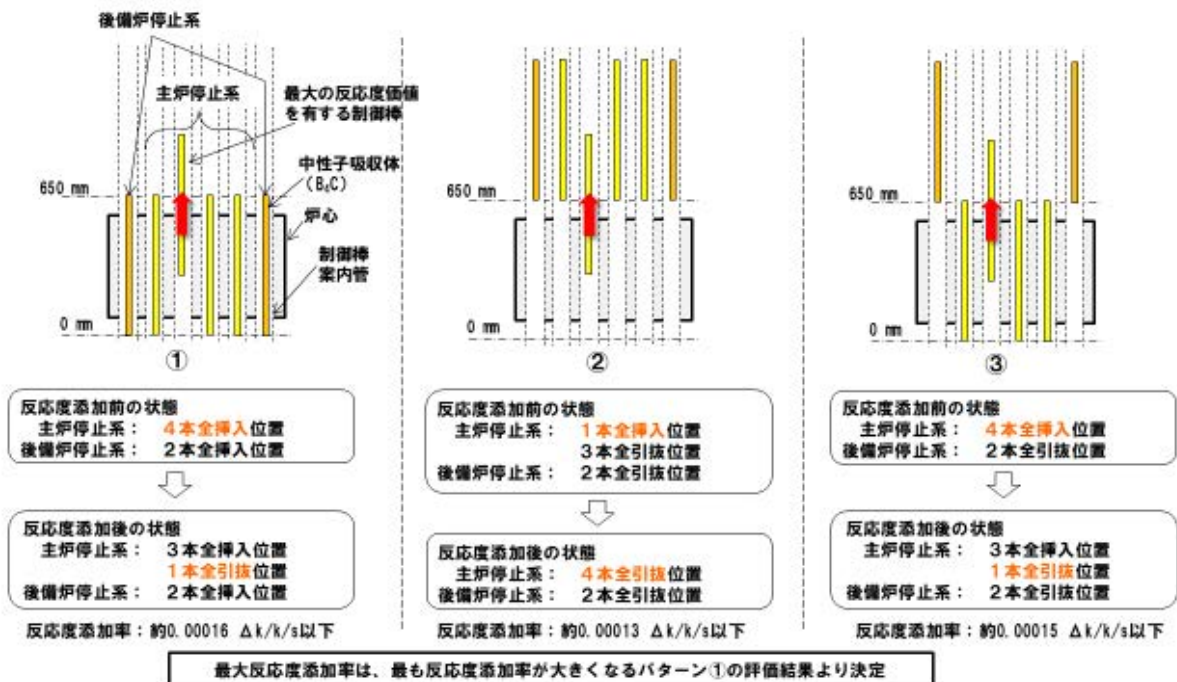 後備炉停止系
主炉停止系
最大の反応度価値
を有する制御棒
中性子吸収体
(B₄C)
650 mm
炉心
制御棒
案内管
0 mm
①
反応度添加前の状態
主炉停止系： 4本全挿入位置
後備炉停止系： 2本全挿入位置
反応度添加後の状態
主炉停止系： 3本全挿入位置
1本全引抜位置
後備炉停止系： 2本全挿入位置
反応度添加率：約0.00016 Δk/k/s以下
650 mm
0 mm
②
反応度添加前の状態
主炉停止系： 1本全挿入位置
3本全引抜位置
後備炉停止系： 2本全引抜位置
反応度添加後の状態
主炉停止系： 4本全引抜位置
後備炉停止系： 2本全引抜位置
反応度添加率：約0.00013 Δk/k/s以下
650 mm
0 mm
③
反応度添加前の状態
主炉停止系： 4本全挿入位置
後備炉停止系： 2本全引抜位置
反応度添加後の状態
主炉停止系： 3本全挿入位置
1本全引抜位置
後備炉停止系： 2本全引抜位置
反応度添加率：約0.00015 Δk/k/s以下
最大反応度添加率は、最も反応度添加率が大きくなるパターン①の評価結果より決定